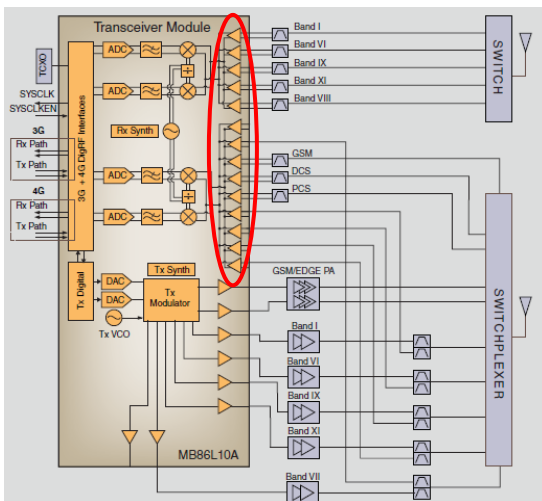 Transceiver Module
TCXO
SYSCLK
SYSCLKEN
3G
Rx Path
Tx Path
4G
Rx Path
Tx Path
3G + 4G DigRF Interfaces
ADC
ADC
Rx Synth
ADC
ADC
Tx Digital
DAC
DAC
Tx VCO
Tx Synth
Tx
Modulator
MB86L10A
Band I
Band VI
Band IX
Band XI
Band VIII
SWITCH
GSM
DCS
PCS
GSM/EDGE PA
Band I
Band VI
Band IX
Band XI
Band VII
SWITCHPLEXER